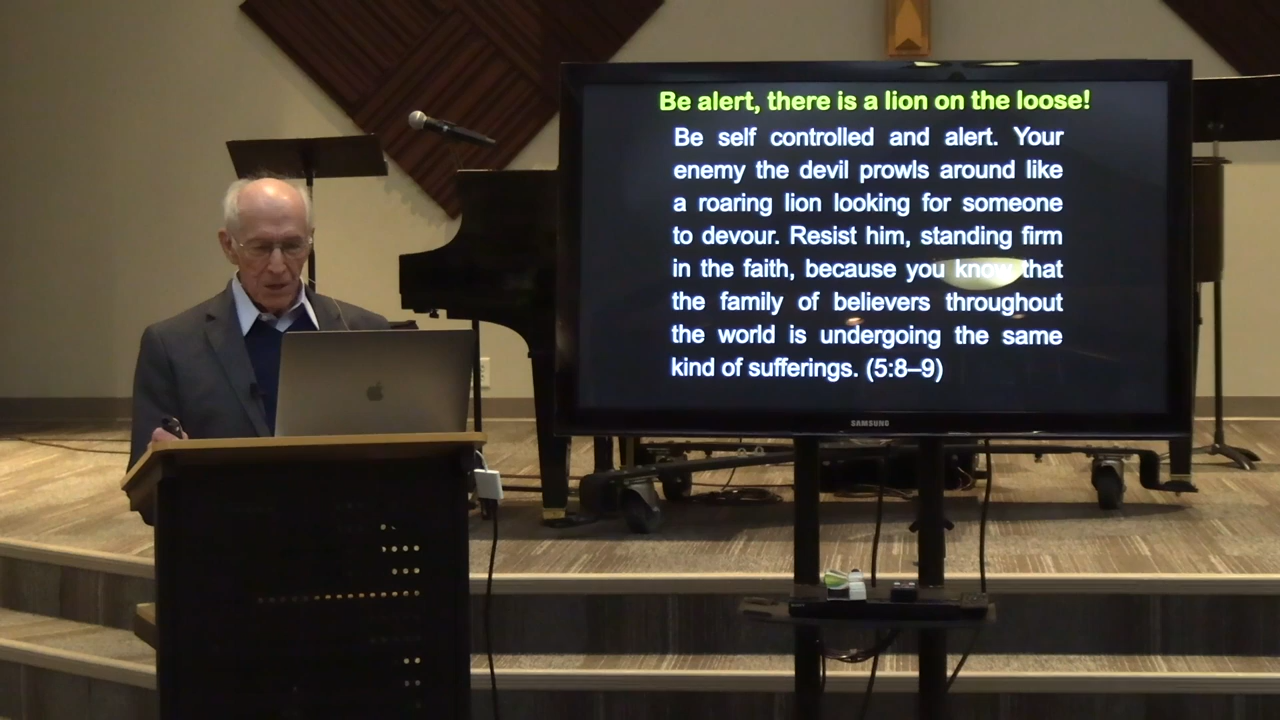 Be alert, there is a lion on the loose!
Be self controlled and alert. Your
enemy the devil prowls around like
a roaring lion looking for someone
to devour. Resist him, standing firm
in the faith, because you know that
the family of believers throughout
the world is undergoing the same
kind of sufferings. (5:8–9)
SAMSUNG